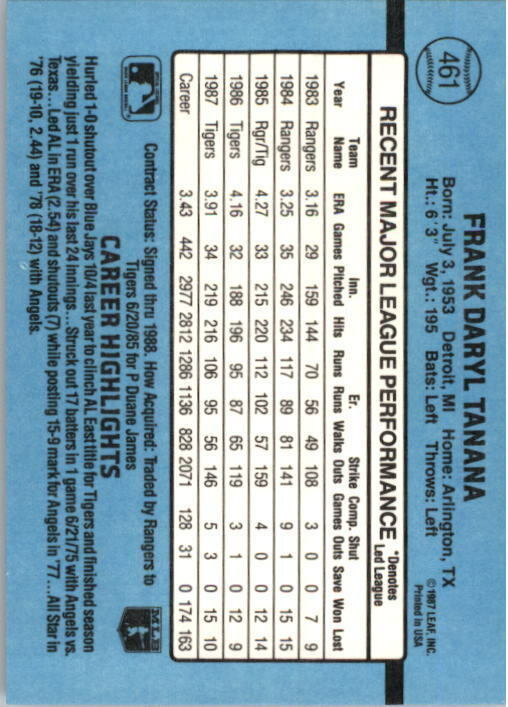 461
FRANK DARYL TANANA
Born: July 3, 1953 Detroit, MI Home: Arlington, TX
Ht.: 6'3" Wgt.: 195 Bats: Left Throws: Left
©1987 LEAF, INC.
Printed in USA
RECENT MAJOR LEAGUE PERFORMANCE
*Denotes
Led League
Inn. Er. Strike Comp. Shut
Year Team Name ERA Games Pitched Hits Runs Runs Walks Outs Games Outs Save Won Lost
1983 Rangers 3.16 29 159 144 70 56 49 108 3 0 0 7 9
1984 Rangers 3.25 35 246 234 117 89 81 141 9 1 0 15 15
1985 Rgr/Tig 4.27 33 215 220 112 102 57 159 4 0 0 12 14
1986 Tigers 4.16 32 188 196 95 87 65 119 3 1 0 12 9
1987 Tigers 3.91 34 219 216 106 95 56 146 5 3 0 15 10
Career 3.43 442 2977 2812 1286 1136 828 2071 128 31 0 174 163
Contract Status: Signed thru 1988. How Acquired: Traded by Rangers to
Tigers 6/20/85 for P Duane James
CAREER HIGHLIGHTS
MLB
Hurled 1-0 shutout over Blue Jays 10/4 last year to clinch AL East title for Tigers and finished season
yielding just 1 run over his last 24 innings... Struck out 17 batters in 1 game 6/21/75 with Angels vs.
Texas... Led AL in ERA (2.54) and shutouts (7) while posting 15-9 mark for Angels in '77... All Star in
'76 (19-10, 2.44) and '78 (18-12) with Angels.